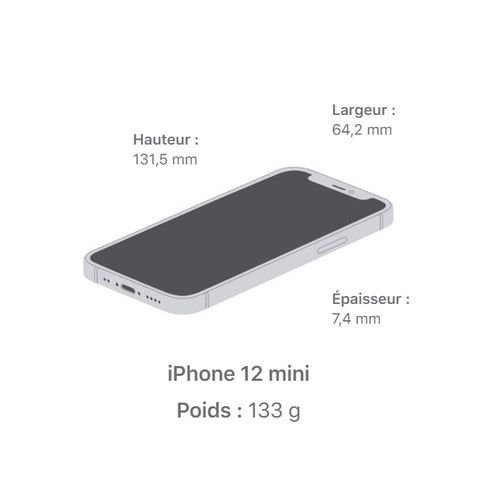 Largeur :
64,2 mm
Hauteur :
131,5 mm
Épaisseur :
7,4 mm
iPhone 12 mini
Poids : 133 g